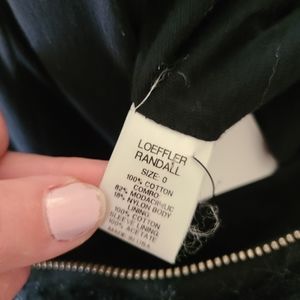 LOEFFLER
RANDALL
SIZE: 0
100% COTTON
COMBO
82% MODACRYLIC
18% NYLON BODY
LINING:
100% COTTON
SLEEVE LINING
100% ACETATE
MADE IN USA